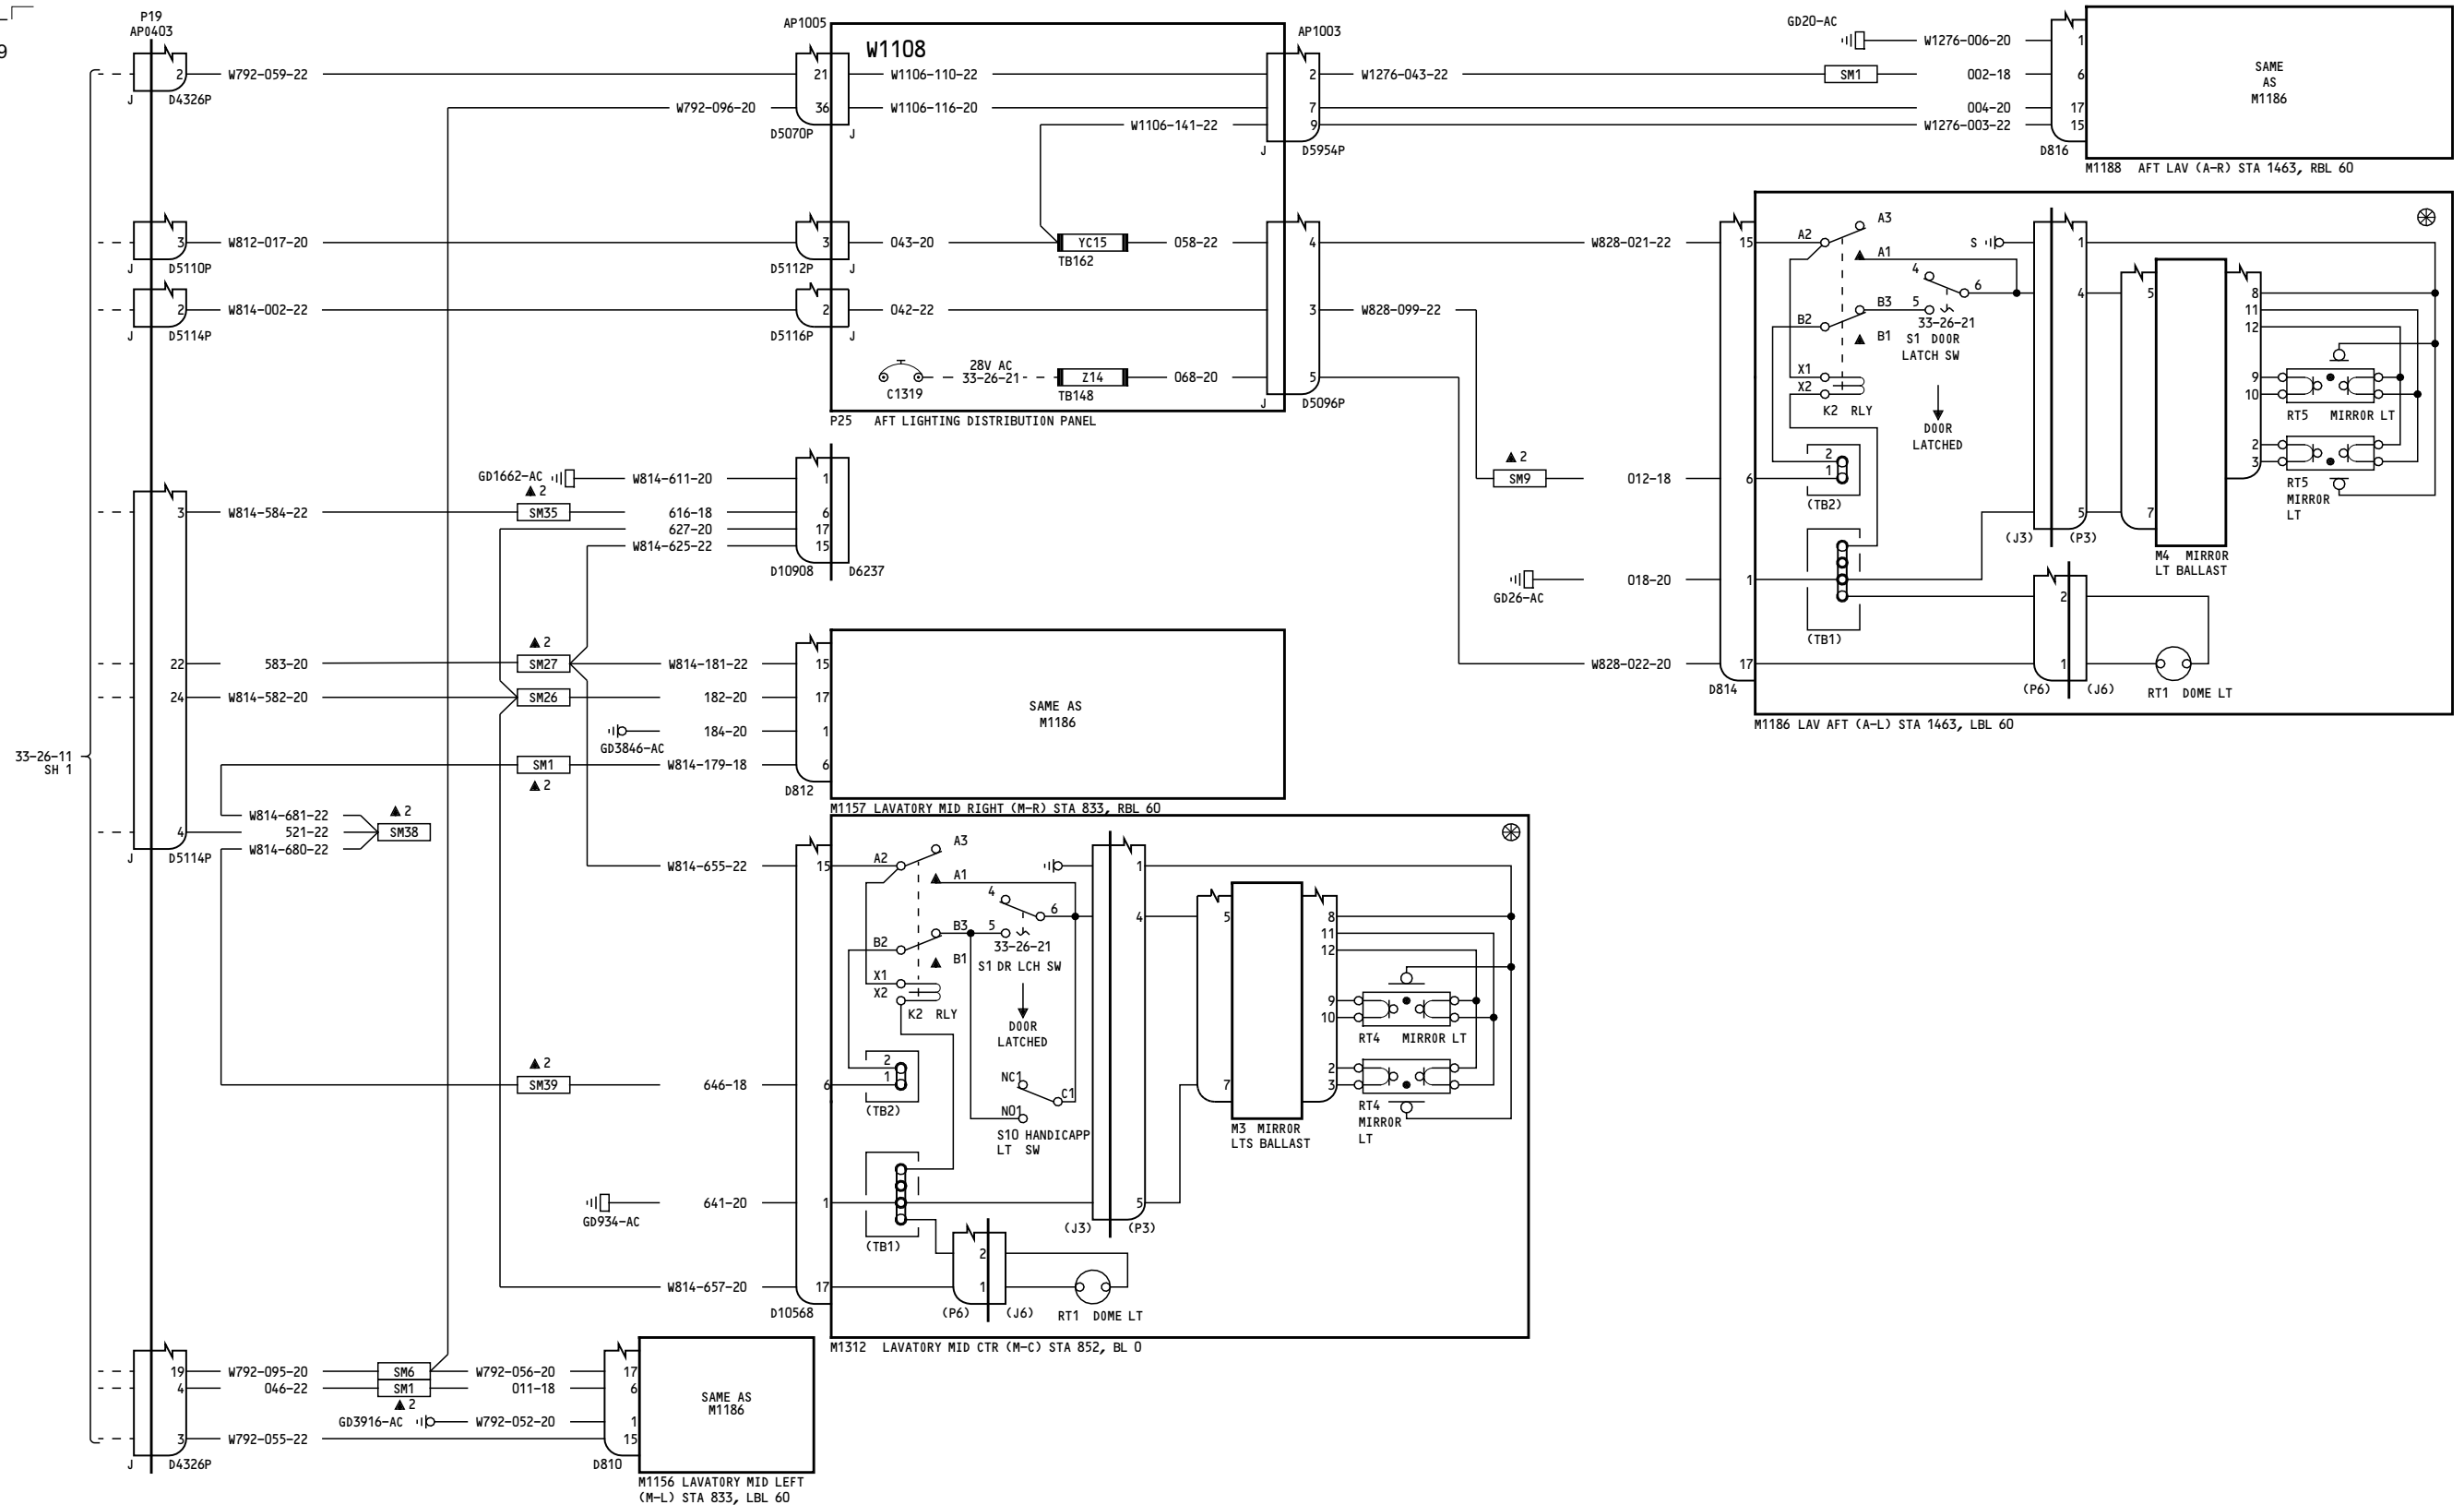 9
P19
AP0403
2
W792-059-22
J
D4326P
W792-096-20
3
W812-017-20
J
D5110P
2
W814-002-22
J
D5114P
AP1005
W1108
AP1003
21
W1106-110-22
2
W1276-043-22
36
W1106-116-20
7
W1106-141-22
9
D5070P
J
J
D5954P
3
043-20
YC15
TB162
058-22
4
W828-021-22
D5112P
J
2
042-22
3
W828-099-22
D5116P
J
C1319
28V AC
33-26-21
Z14
TB148
068-20
5
J
D5096P
P25 AFT LIGHTING DISTRIBUTION PANEL
GD20-AC
W1276-006-20
1
SM1
002-18
6
004-20
17
W1276-003-22
15
D816
SAME
AS
M1186
M1188 AFT LAV (A-R) STA 1463, RBL 60
15
A2
A3
A1
S
1
4
6
4
5
8
B3
5
11
33-26-21
12
B2
B1
S1 DOOR
LATCH SW
X1
X2
K2 RLY
DOOR
LATCHED
9
10
RT5 MIRROR LT
2
3
RT5
MIRROR
LT
2
1
(TB2)
6
5
7
(J3)
(P3)
M4 MIRROR
LT BALLAST
1
(TB1)
2
1
17
(P6)
(J6)
RT1 DOME LT
D814
M1186 LAV AFT (A-L) STA 1463, LBL 60
2
SM9
012-18
GD26-AC
018-20
W828-022-20
GD1662-AC
W814-611-20
1
2
3
W814-584-22
SM35
616-18
6
627-20
17
W814-625-22
15
D10908
D6237
2
22
583-20
SM27
W814-181-22
15
24
W814-582-20
SM26
182-20
17
GD3846-AC
184-20
1
SM1
W814-179-18
6
2
D812
SAME AS
M1186
M1157 LAVATORY MID RIGHT (M-R) STA 833, RBL 60
33-26-11
SH 1
W814-681-22
2
4
521-22
SM38
W814-680-22
J
D5114P
W814-655-22
15
A2
A3
A1
1
4
6
4
5
8
B3
5
11
33-26-21
12
B2
B1
S1 DR LCH SW
X1
X2
K2 RLY
DOOR
LATCHED
9
10
RT4 MIRROR LT
2
3
RT4
MIRROR
LT
2
SM39
646-18
6
2
1
(TB2)
NC1
C1
NO1
S10 HANDICAPP
LT SW
7
M3 MIRROR
LTS BALLAST
GD934-AC
641-20
1
5
(J3)
(P3)
(TB1)
2
1
W814-657-20
17
D10568
(P6)
(J6)
RT1 DOME LT
M1312 LAVATORY MID CTR (M-C) STA 852, BL 0
19
W792-095-20
SM6
W792-056-20
17
4
046-22
SM1
011-18
6
2
GD3916-AC
W792-052-20
1
3
W792-055-22
15
J
D4326P
D810
SAME AS
M1186
M1156 LAVATORY MID LEFT
(M-L) STA 833, LBL 60